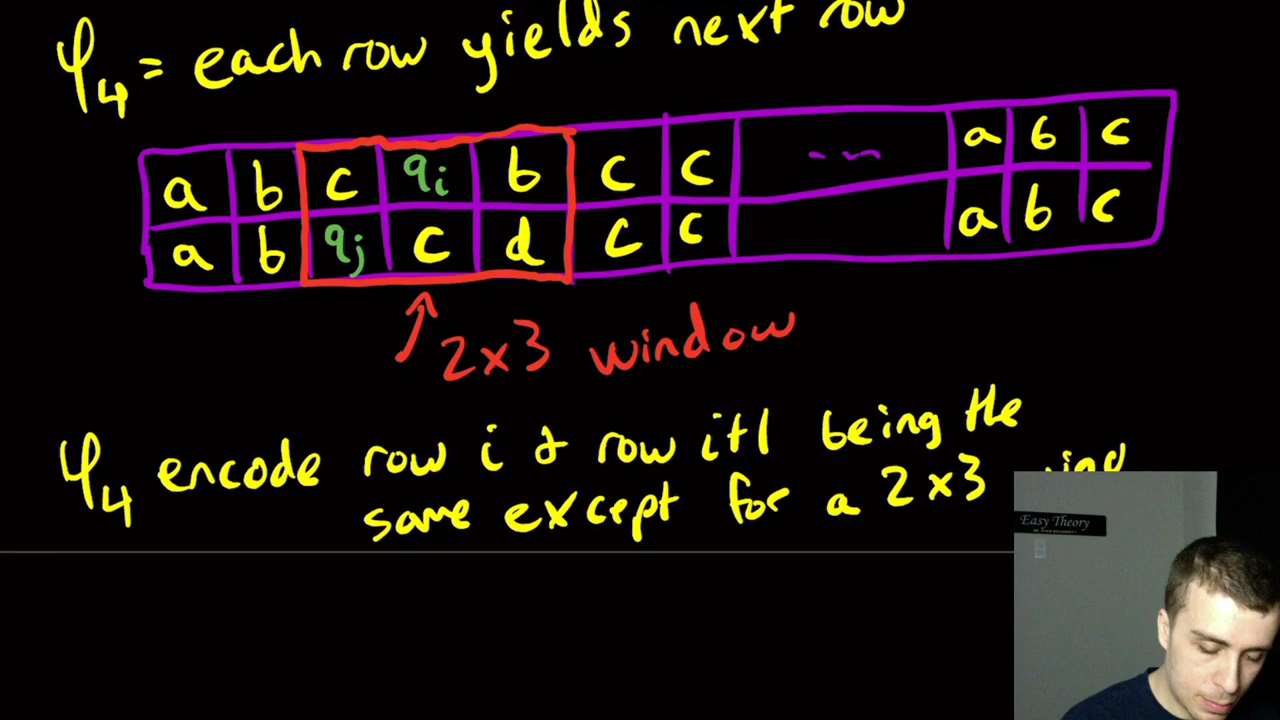 φ₄ = each row yields next row
a b c qᵢ b c c -- a b c
a b qⱼ c d c c a b c
2x3 window
φ₄ encode row i & row i+1 being the
same except for a 2x3
Easy Theory